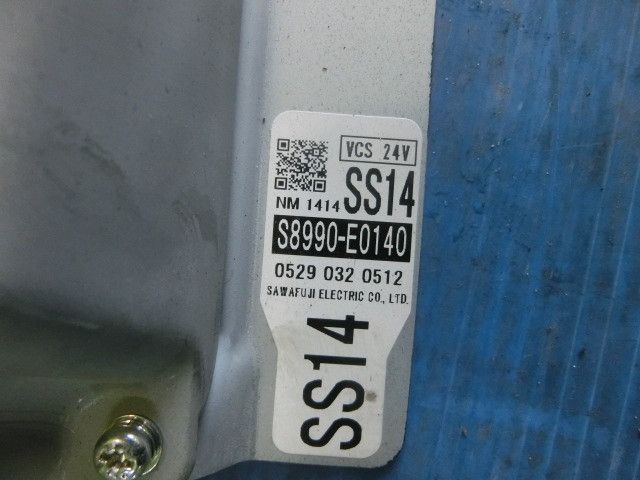 VCS 24V
NM 1414 SS14
S8990-E0140
0529 032 0512
SAWAFUJI ELECTRIC CO., LTD.
SS14